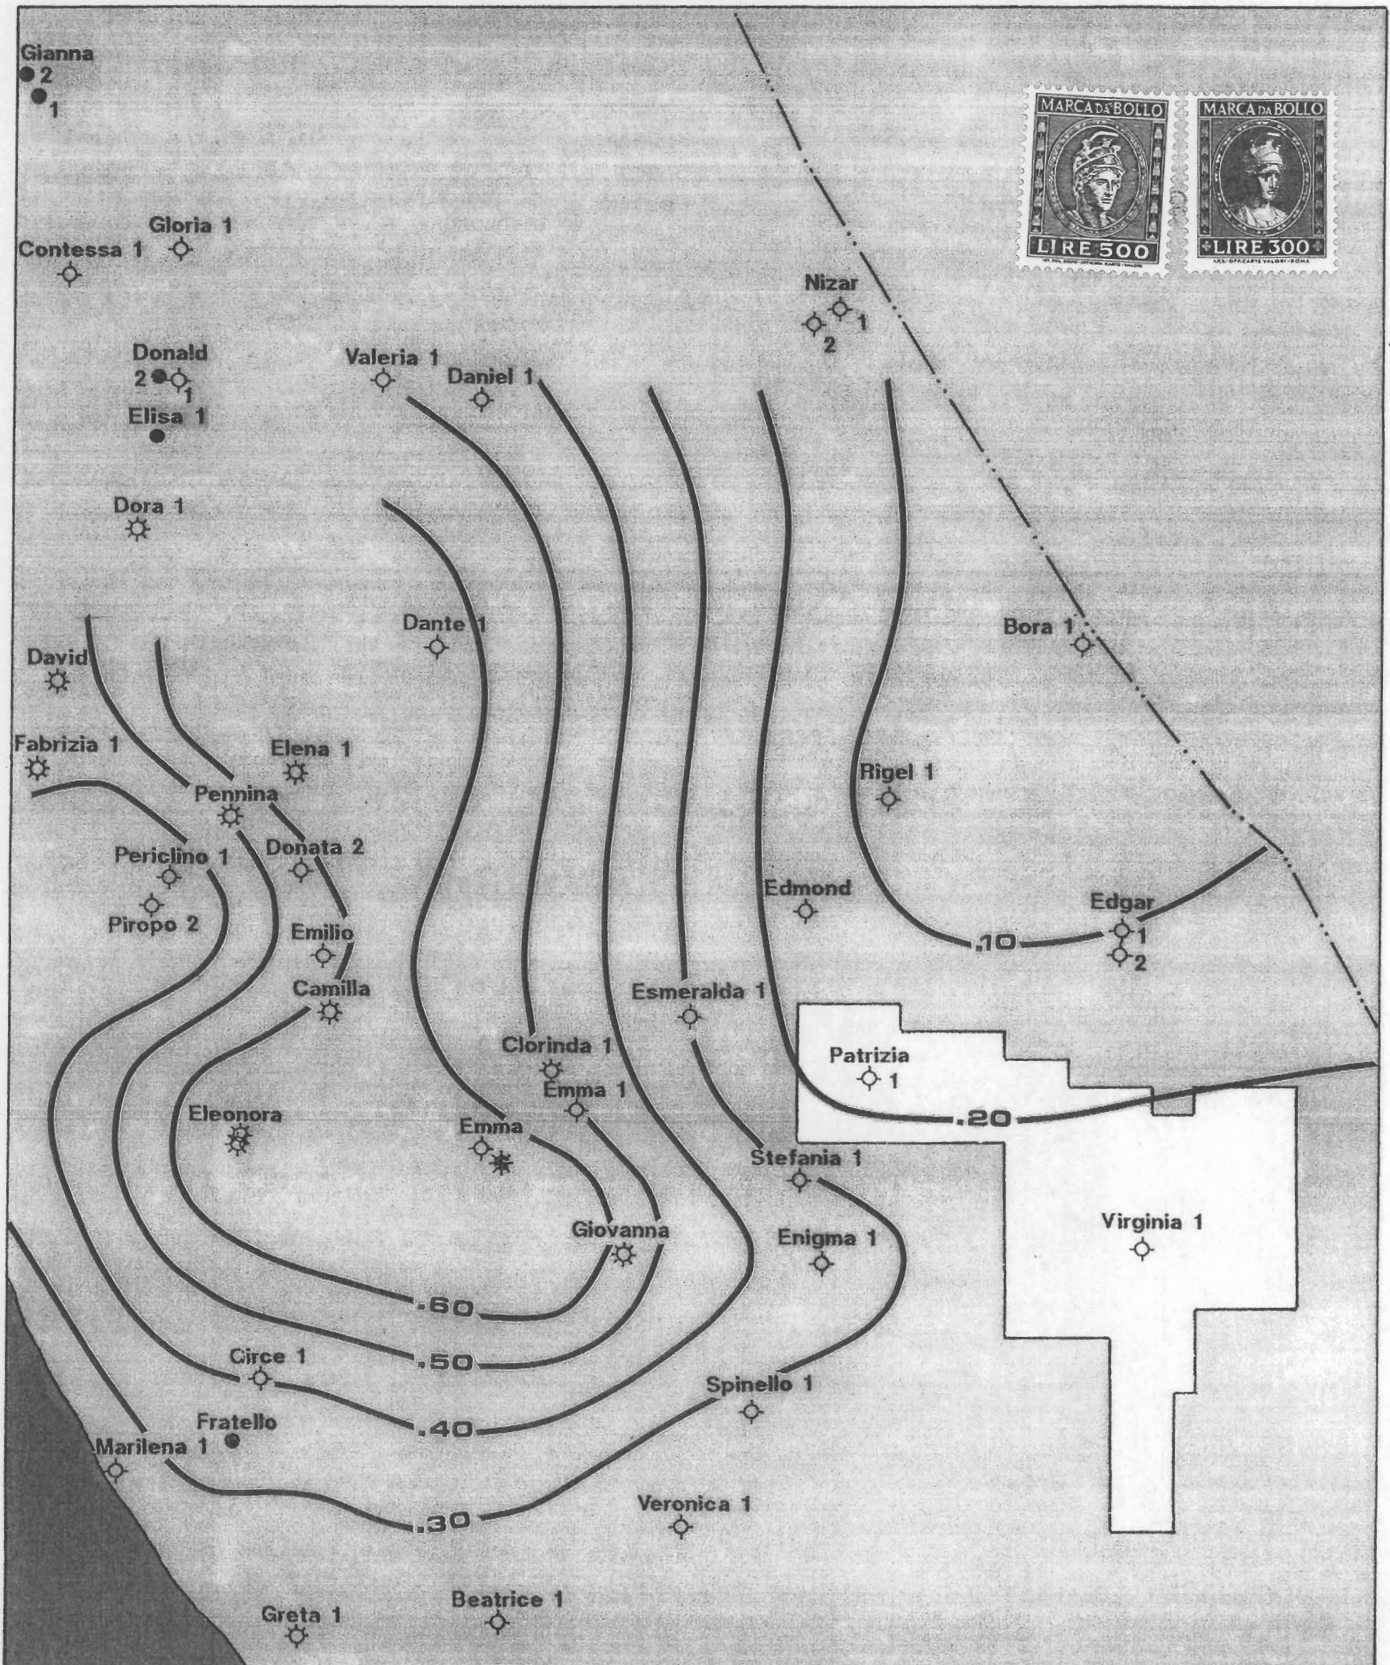 Gianna
2
1
MARCA DA BOLLO
LIRE 500
MARCA DA BOLLO
LIRE 300
Gloria 1
Contessa 1
Nizar
1
2
Donald
2
1
Elisa 1
Valeria 1
Daniel 1
Dora 1
Dante 1
Bora 1
David
Fabrizia 1
Elena 1
Pennina
Rigel 1
Periclino 1
Donata 2
Piropo 2
Edmond
Edgar
1
2
Emilio
.10
Camilla
Esmeralda 1
Clorinda 1
Patrizia
1
Emma 1
Eleonora
Emma
.20
Stefania 1
Giovanna
Enigma 1
Virginia 1
.60
Circe 1
.50
Spinello 1
Fratello
.40
Marilena 1
Veronica 1
.30
Greta 1
Beatrice 1